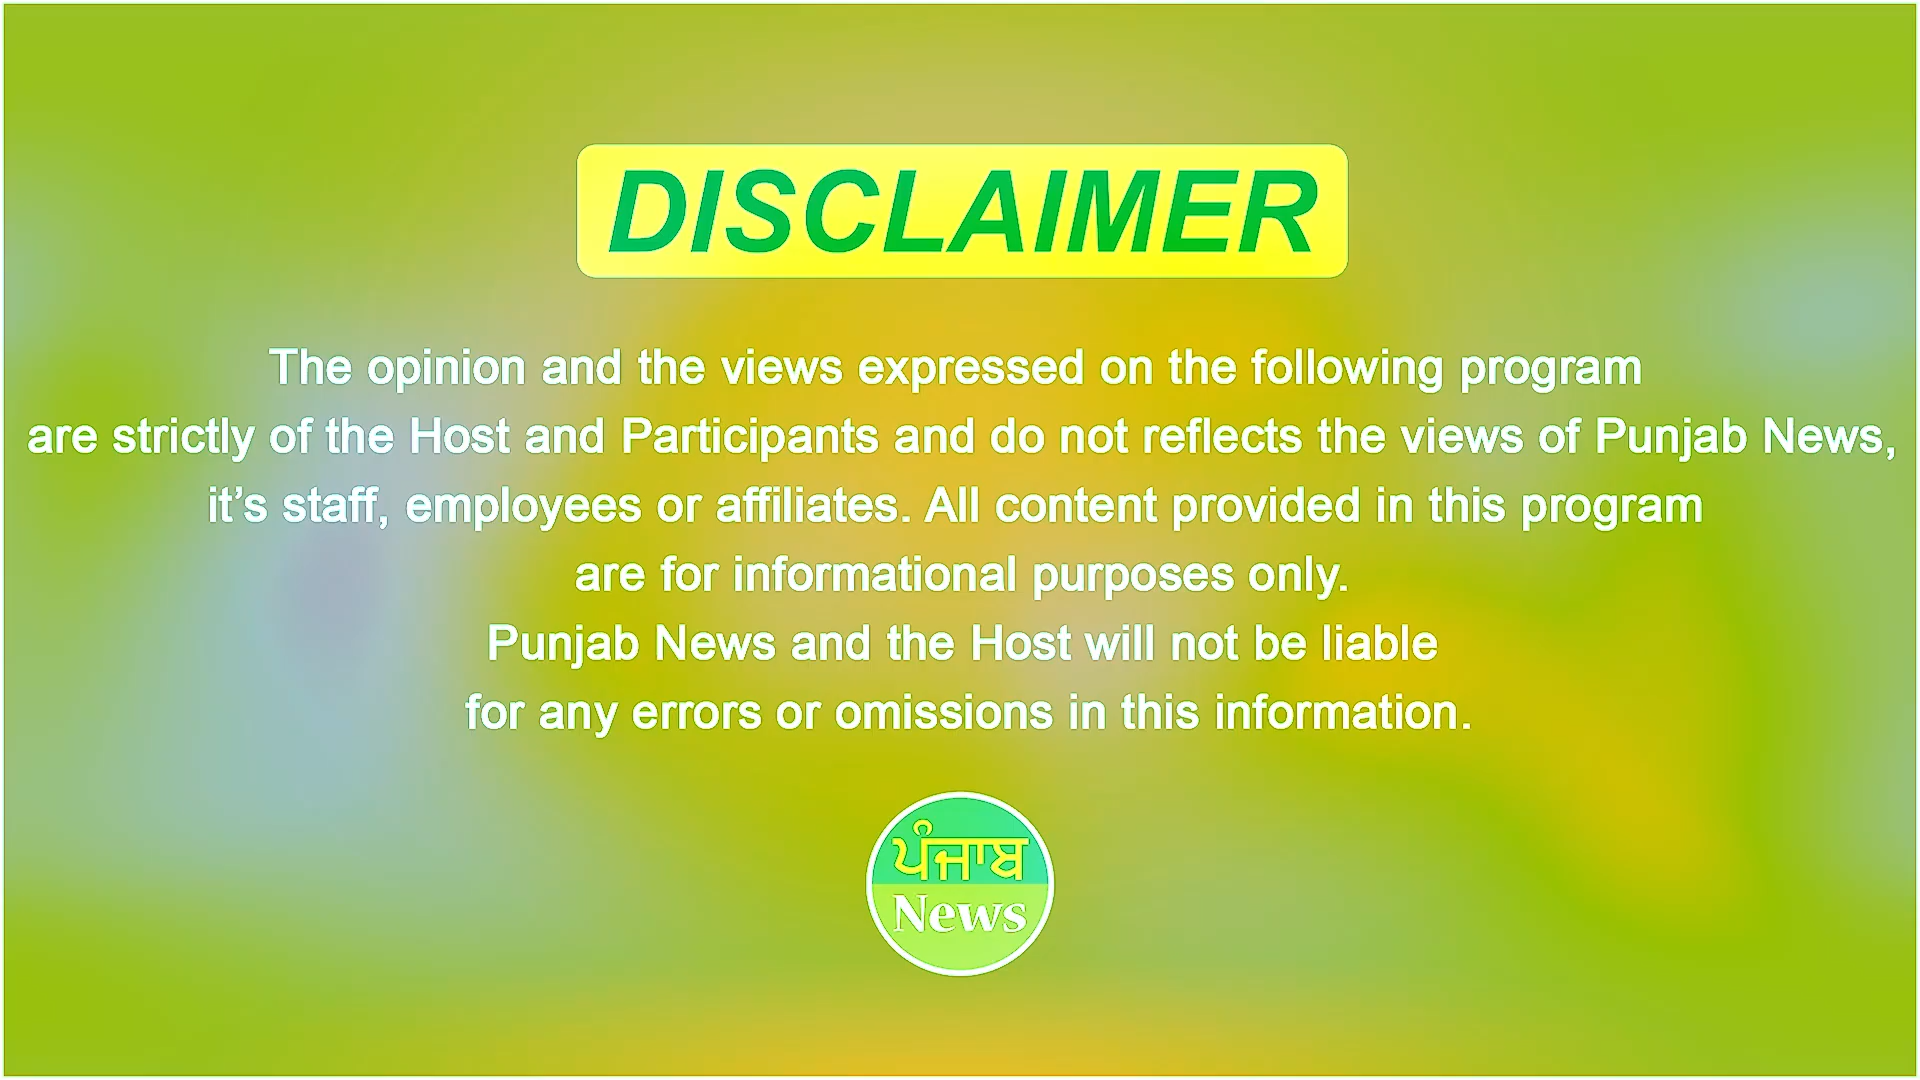 DISCLAIMER
The opinion and the views expressed on the following program
are strictly of the Host and Participants and do not reflects the views of Punjab News,
it’s staff, employees or affiliates. All content provided in this program
are for informational purposes only.
Punjab News and the Host will not be liable
for any errors or omissions in this information.
ਪੰਜਾਬ
News